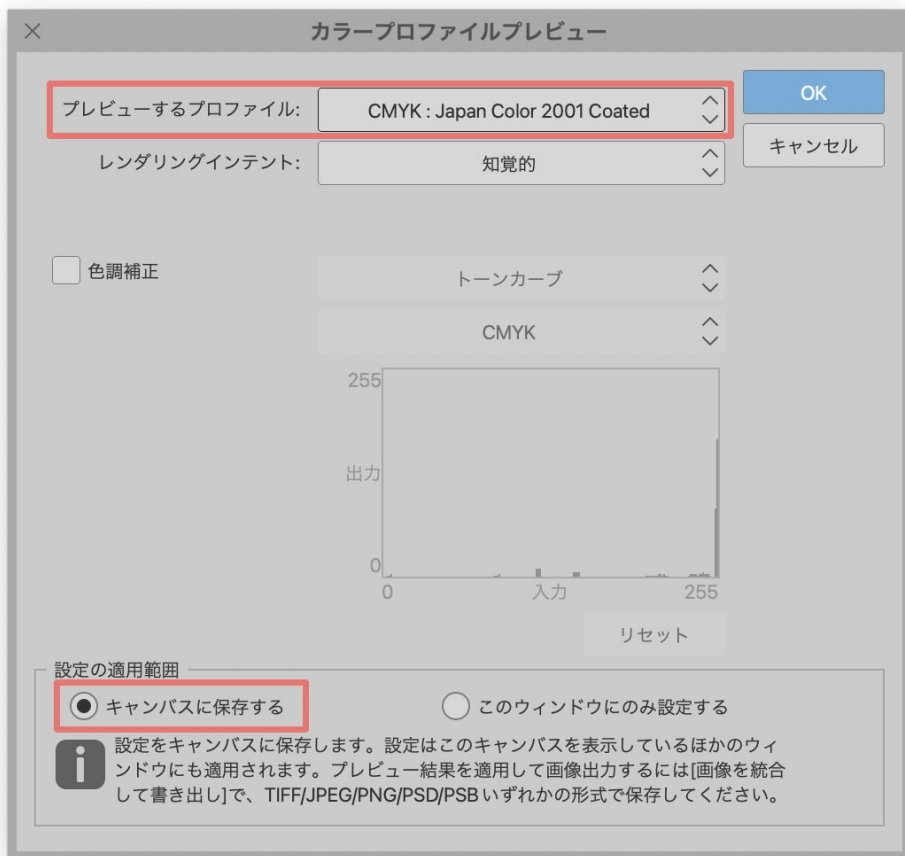 カラープロファイルプレビュー
プレビューするプロファイル:
CMYK : Japan Color 2001 Coated
OK
レンダリングインテント:
知覚的
キャンセル
色調補正
トーンカーブ
CMYK
255
出力
0
0
入力
255
リセット
設定の適用範囲
キャンバスに保存する
このウィンドウにのみ設定する
設定をキャンバスに保存します。設定はこのキャンバスを表示しているほかのウィ
ンドウにも適用されます。プレビュー結果を適用して画像出力するには[画像を統合
して書き出し]で、TIFF/JPEG/PNG/PSD/PSBいずれかの形式で保存してください。